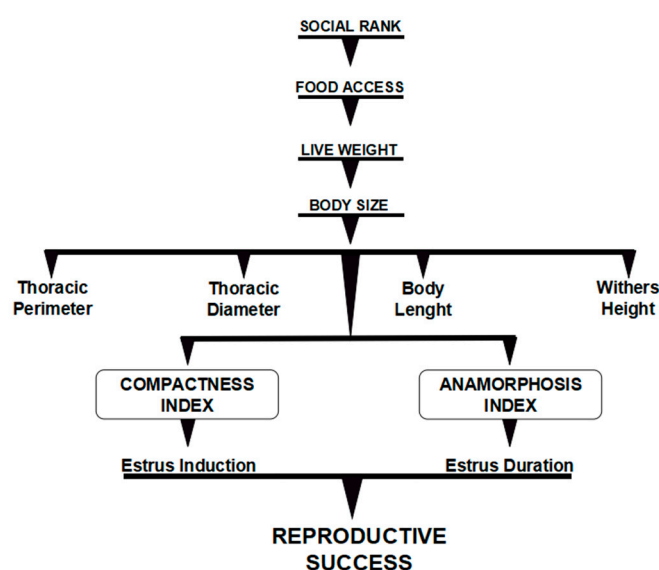 SOCIAL RANK
FOOD ACCESS
LIVE WEIGHT
BODY SIZE
Thoracic
Perimeter
Thoracic
Diameter
Body
Lenght
Withers
Height
COMPACTNESS
INDEX
ANAMORPHOSIS
INDEX
Estrus Induction
Estrus Duration
REPRODUCTIVE
SUCCESS